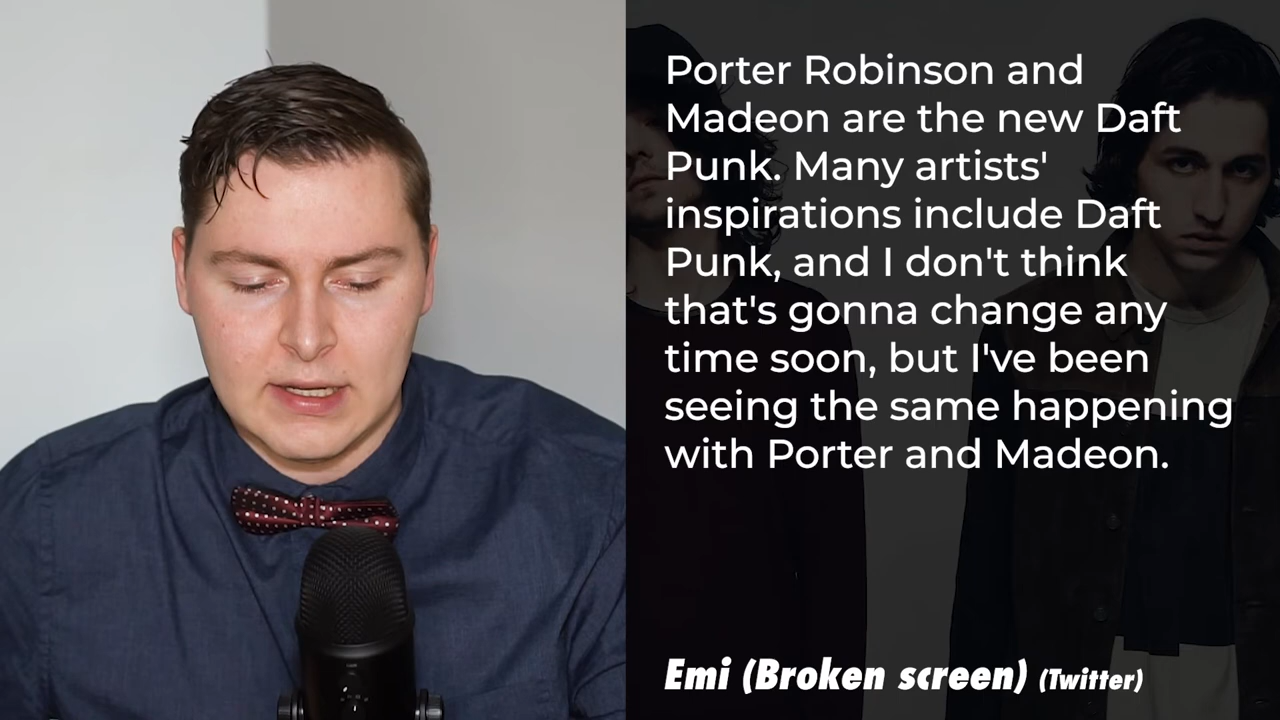 Porter Robinson and
Madeon are the new Daft
Punk. Many artists'
inspirations include Daft
Punk, and I don't think
that's gonna change any
time soon, but I've been
seeing the same happening
with Porter and Madeon.
Emi (Broken screen) (Twitter)